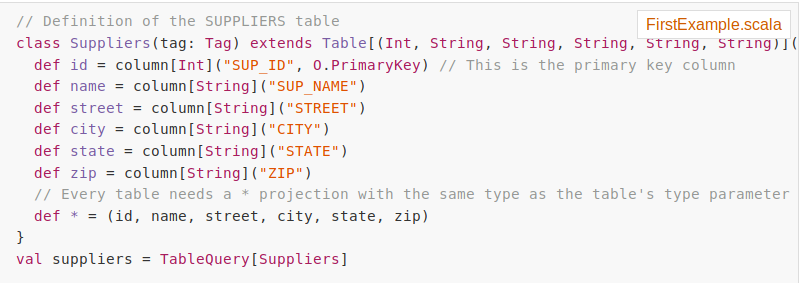 // Definition of the SUPPLIERS table
FirstExample.scala
class Suppliers(tag: Tag) extends Table[(Int, String, String, String, String, String)](
  def id = column[Int]("SUP_ID", O.PrimaryKey) // This is the primary key column
  def name = column[String]("SUP_NAME")
  def street = column[String]("STREET")
  def city = column[String]("CITY")
  def state = column[String]("STATE")
  def zip = column[String]("ZIP")
  // Every table needs a * projection with the same type as the table's type parameter
  def * = (id, name, street, city, state, zip)
}
val suppliers = TableQuery[Suppliers]